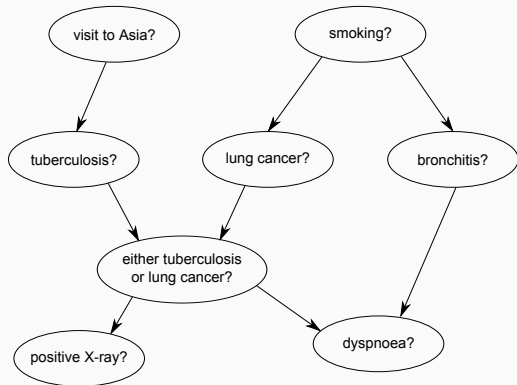 visit to Asia?
smoking?
tuberculosis?
lung cancer?
bronchitis?
either tuberculosis
or lung cancer?
positive X-ray?
dyspnoea?